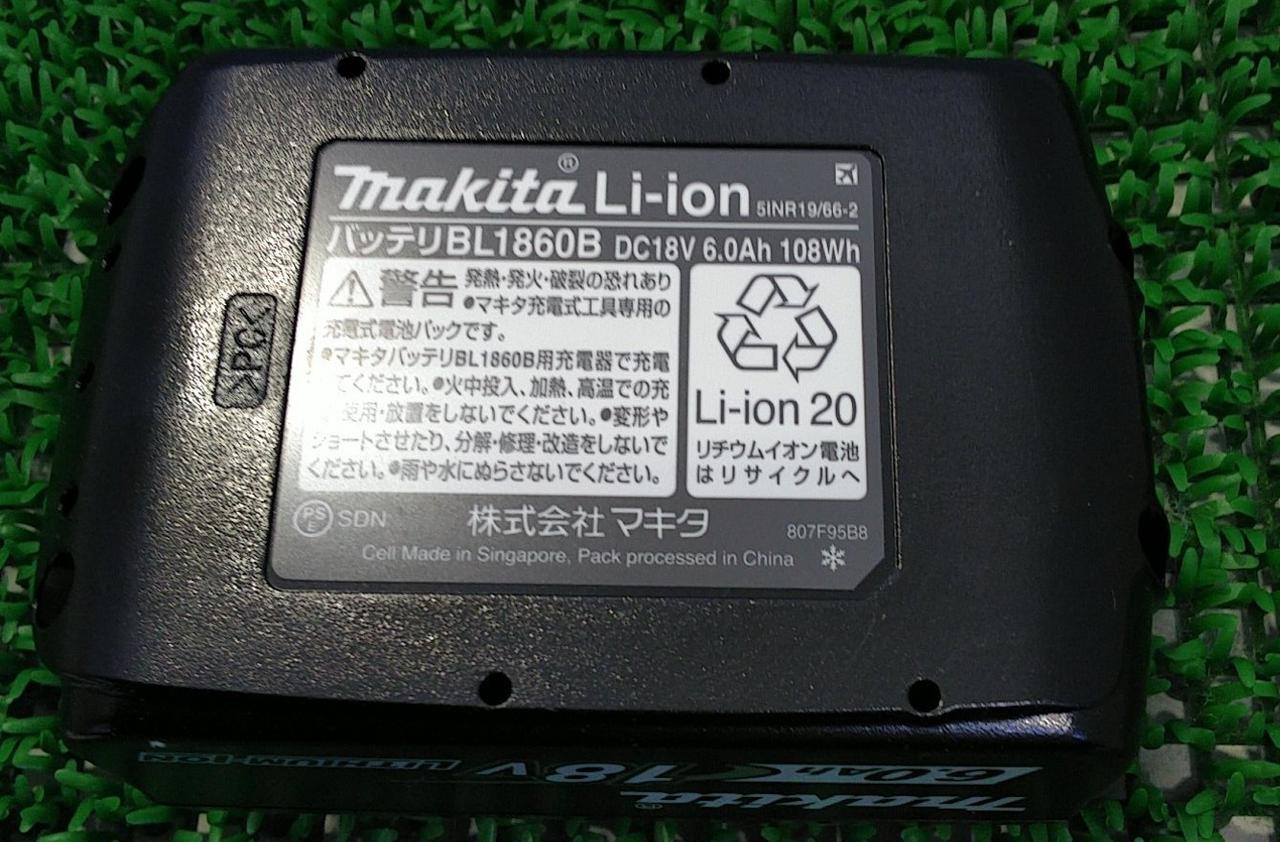 makita® Li-ion 5INR19/66-2
バッテリBL1860B DC18V 6.0Ah 108Wh
警告 発熱・発火・破裂の恐れあり
●マキタ充電式工具専用の
充電式電池パックです。
●マキタバッテリBL1860B用充電器で充電
てください。●火中投入、加熱、高温での充
使用・放置をしないでください。●変形や
ショートさせたり、分解・修理・改造をしないで
ください。●雨や水にぬらさないでください。
Li-ion 20
リチウムイオン電池
はリサイクルへ
PSE SDN 株式会社マキタ 807F95B8
Cell Made in Singapore, Pack processed in China
>PC<
makita®
6.0Ah 18V LITHIUM-ION